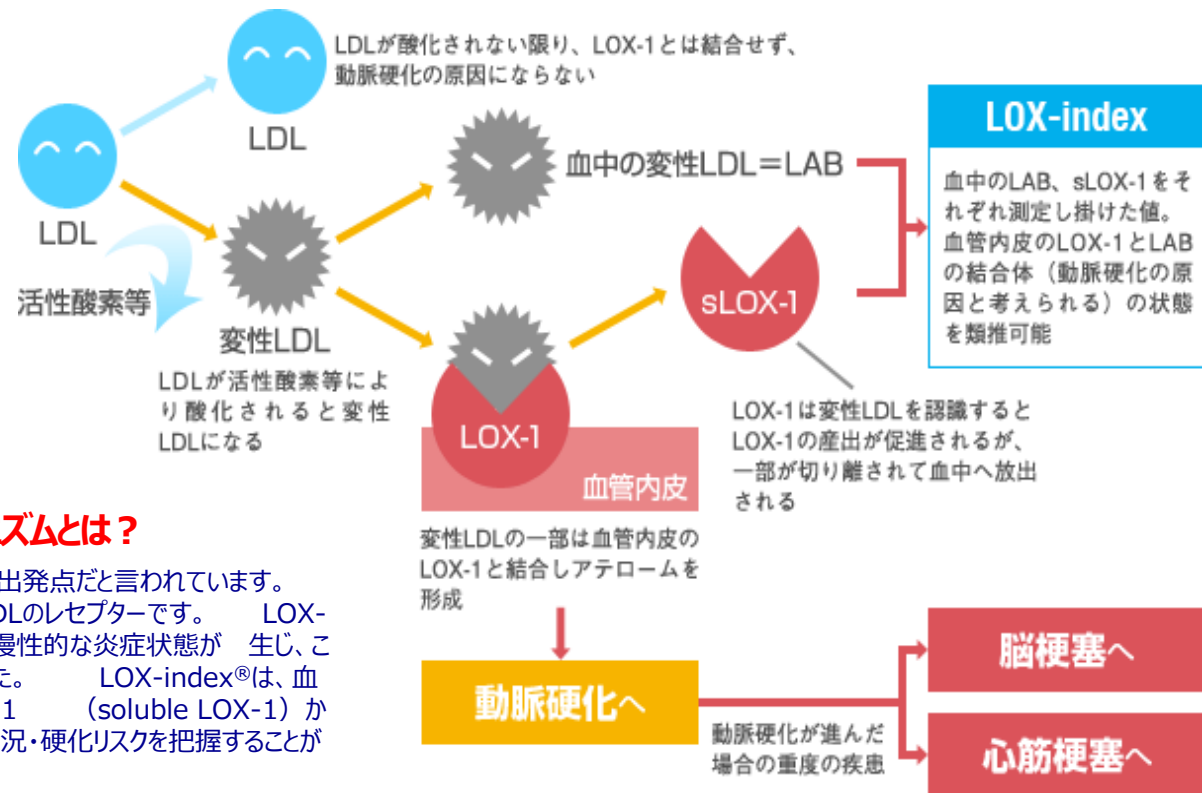 LDLが酸化されない限り、LOX-1とは結合せず、
動脈硬化の原因にならない
LDL
LDL
活性酸素等
変性LDL
LDLが活性酸素等によ
り酸化されると変性
LDLになる
血中の変性LDL＝LAB
sLOX-1
LOX-1は変性LDLを認識すると
LOX-1の産出が促進されるが、
一部が切り離されて血中へ放出
される
LOX-index
血中のLAB、sLOX-1をそ
れぞれ測定し掛けた値。
血管内皮のLOX-1とLAB
の結合体（動脈硬化の原
因と考えられる）の状態
を類推可能
LOX-1
血管内皮
変性LDLの一部は血管内皮の
LOX-1と結合しアテロームを
形成
動脈硬化へ
動脈硬化が進んだ
場合の重度の疾患
脳梗塞へ
心筋梗塞へ
ズムとは？
出発点だと言われています。
DLのレセプターです。 LOX-
慢性的な炎症状態が 生じ、こ
た。 LOX-index®は、血
1 （soluble LOX-1）か
況・硬化リスクを把握することが